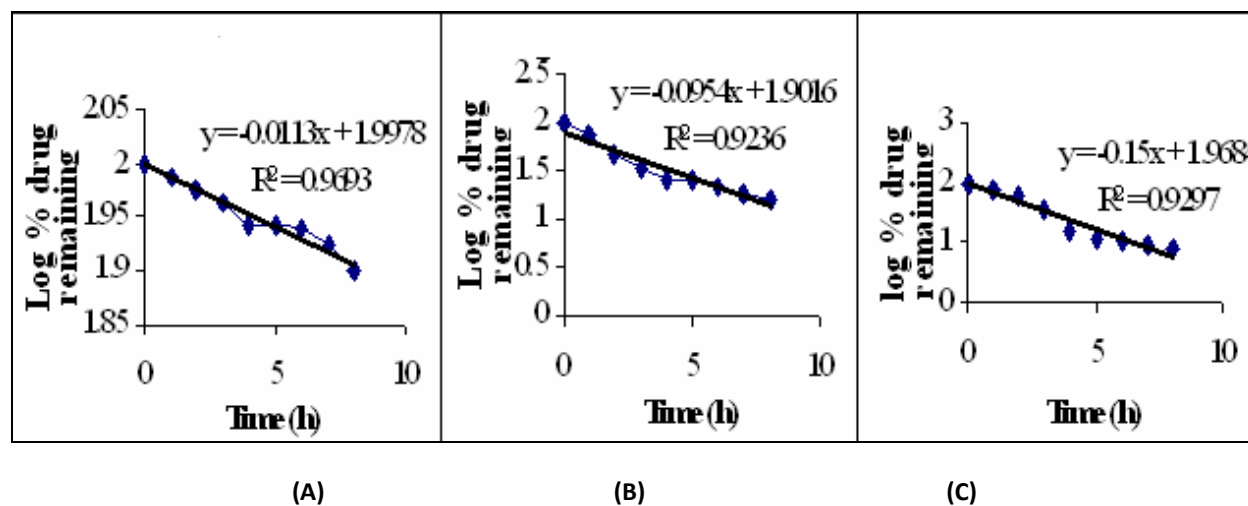 2.05
2
1.95
1.9
1.85
Log % drug
remaining
y = -0.0113x + 1.9978
R² = 0.9693
0
5
10
Time (h)
2.5
2
1.5
1
0.5
0
Log % drug
remaining
y = -0.0954x + 1.9016
R² = 0.9236
0
5
10
Time (h)
3
2
1
0
log % drug
remaining
y = -0.15x + 1.968
R² = 0.9297
0
5
10
Time (h)
(A)
(B)
(C)